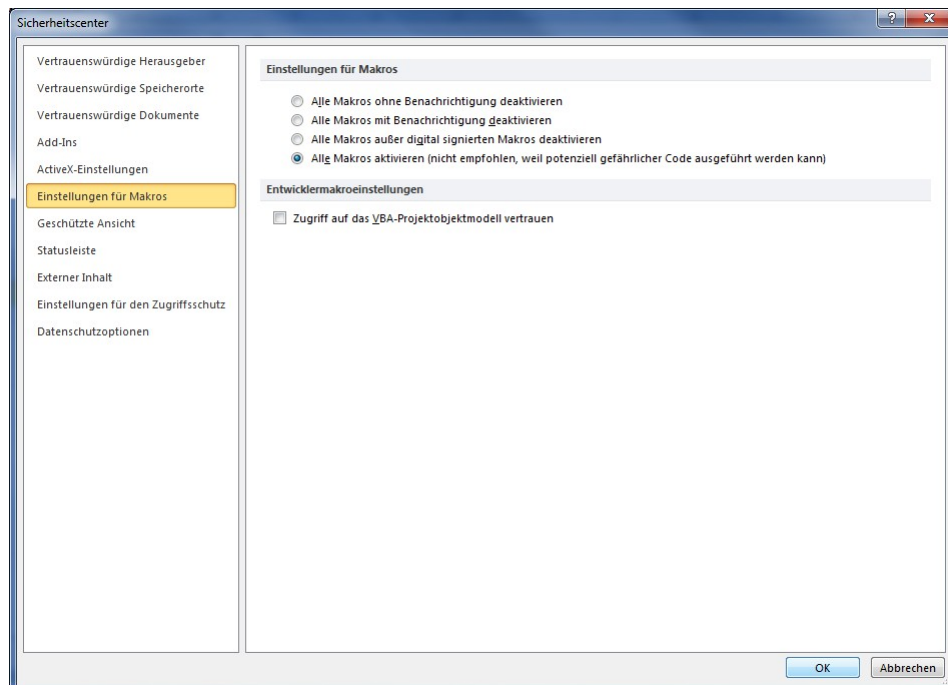 Sicherheitscenter
Vertrauenswürdige Herausgeber
Vertrauenswürdige Speicherorte
Vertrauenswürdige Dokumente
Add-Ins
ActiveX-Einstellungen
Einstellungen für Makros
Geschützte Ansicht
Statusleiste
Externer Inhalt
Einstellungen für den Zugriffsschutz
Datenschutzoptionen
Einstellungen für Makros
Alle Makros ohne Benachrichtigung deaktivieren
Alle Makros mit Benachrichtigung deaktivieren
Alle Makros außer digital signierten Makros deaktivieren
Alle Makros aktivieren (nicht empfohlen, weil potenziell gefährlicher Code ausgeführt werden kann)
Entwicklermakroeinstellungen
Zugriff auf das VBA-Projektobjektmodell vertrauen
OK
Abbrechen